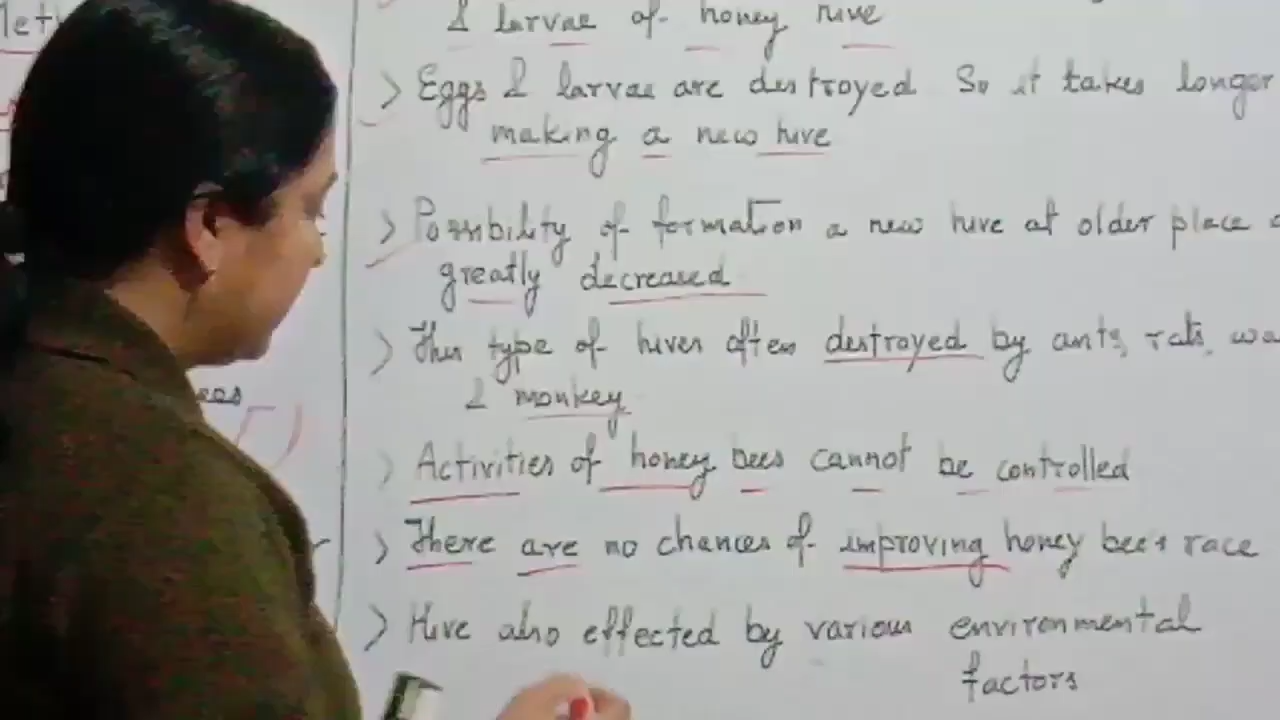 & larvae of honey hive
> Eggs & larvae are destroyed So it takes longer
making a new hive
> Possibility of formation a new hive at older place
greatly decreased
> This type of hives often destroyed by ants, rats,
& monkey
> Activities of honey bees cannot be controlled
> There are no chances of improving honey bees race
> Hive also effected by various environmental
factors